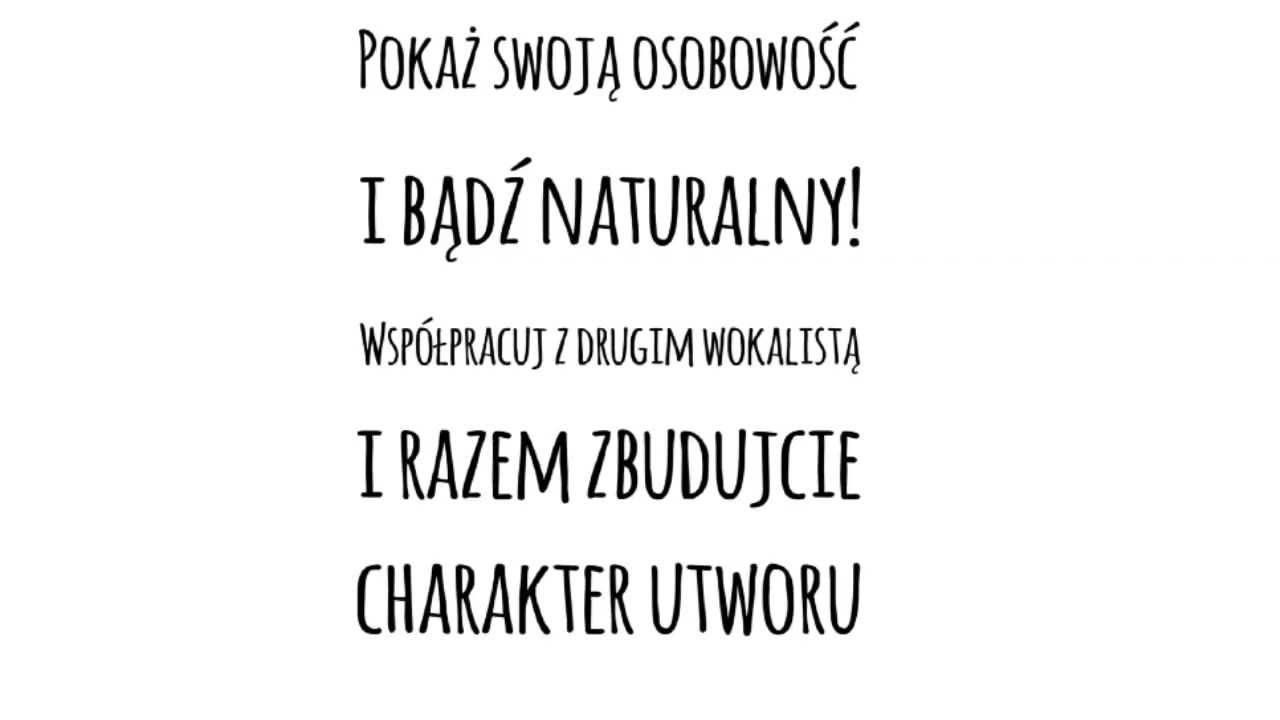 Pokaż swoją osobowość
i bądź naturalny!
Współpracuj z drugim wokalistą
i razem zbudujcie
charakter utworu